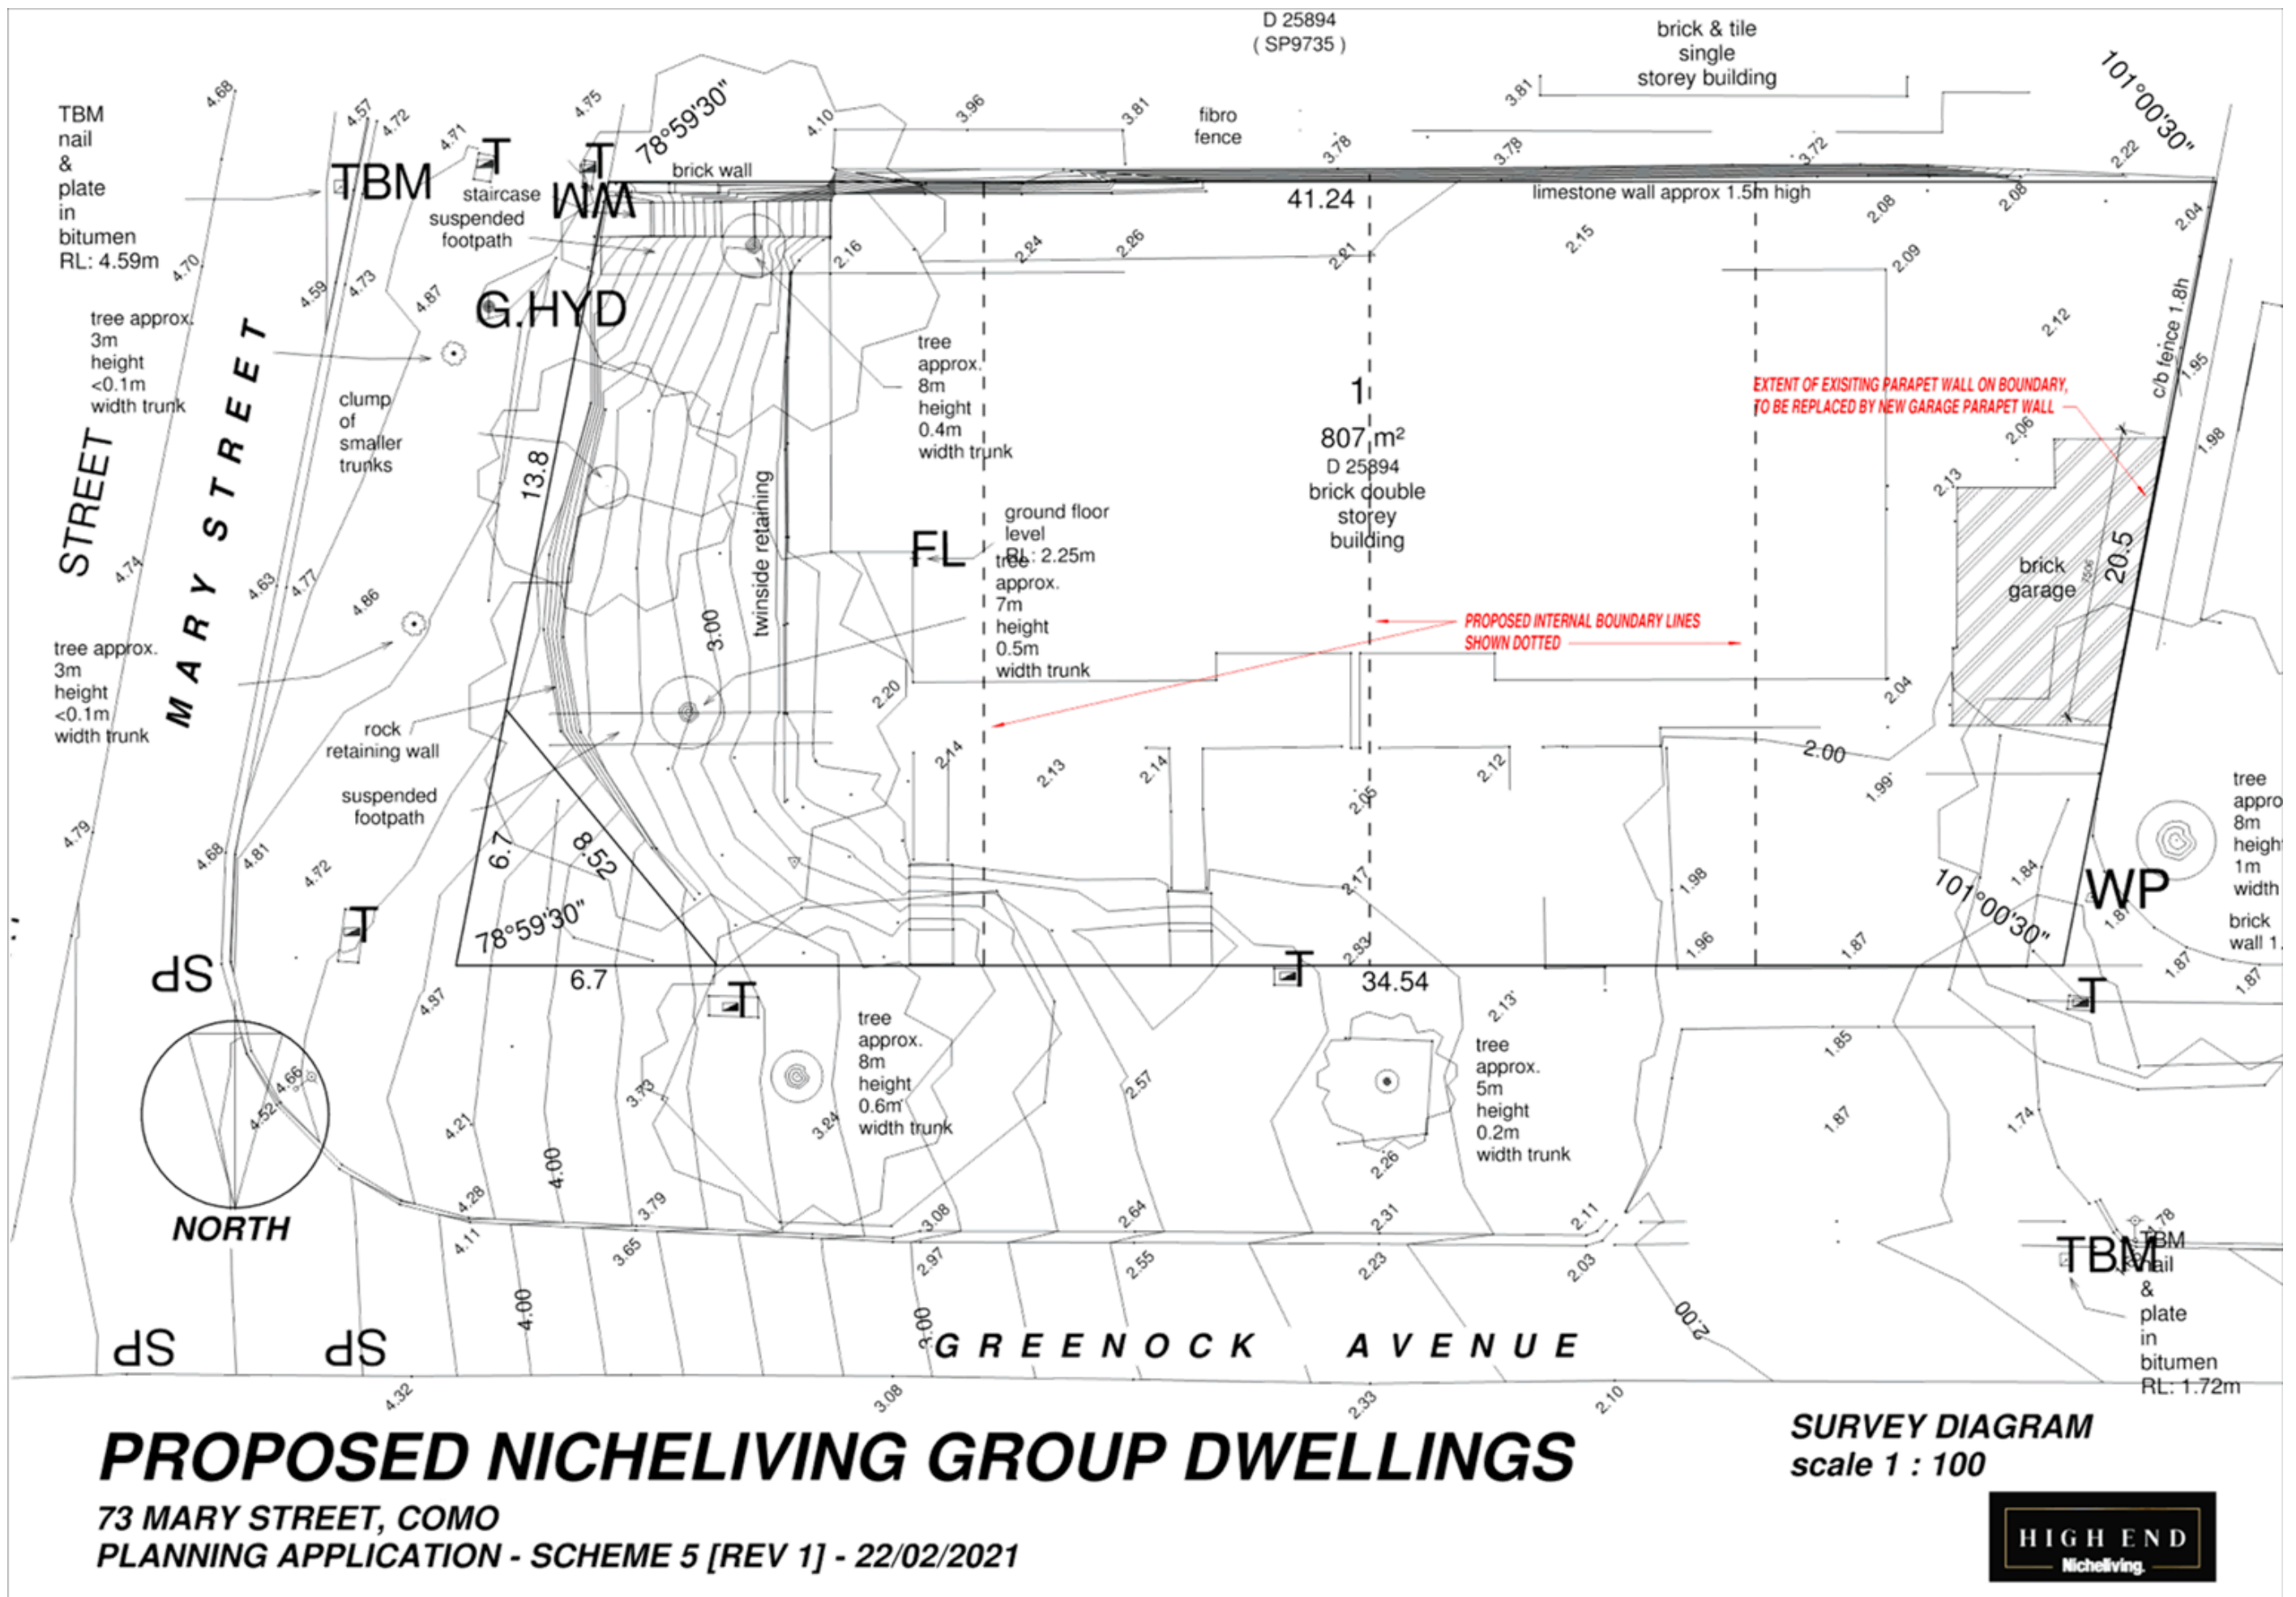 D 25894
( SP9735 )
brick & tile
single
storey building
101°00'30"
TBM
nail
&
plate
in
bitumen
RL: 4.59m
4.68
4.57
4.72
4.71
4.75
78°59'30"
4.10
3.96
3.81
fibro
fence
3.78
3.81
3.78
3.72
2.22
TBM
T
T
brick wall
staircase
WM
suspended
footpath
41.24
limestone wall approx 1.5m high
2.08
2.08
2.04
4.70
4.59
4.73
4.87
2.16
2.24
2.26
2.21
2.15
2.09
G.HYD
2.12
c/b fence 1.8h
1.95
tree approx.
3m
height
<0.1m
width trunk
MARY STREET
STREET
clump
of
smaller
trunks
13.8
tree
approx.
8m
height
0.4m
width trunk
1
807 m²
D 25894
brick double
storey
building
EXTENT OF EXISITING PARAPET WALL ON BOUNDARY,
TO BE REPLACED BY NEW GARAGE PARAPET WALL
2.06
1.98
2.13
twinside retaining
FL
ground floor
level
RL: 2.25m
tree
approx.
7m
height
0.5m
width trunk
brick
garage
7506
20.5
4.74
4.63
4.77
4.86
3.00
PROPOSED INTERNAL BOUNDARY LINES
SHOWN DOTTED
tree approx.
3m
height
<0.1m
width trunk
rock
retaining wall
suspended
footpath
2.20
2.04
2.14
2.13
2.14
2.05
2.12
2.00
1.99
4.79
4.68
4.81
4.72
6.7
8.52
78°59'30"
6.7
2.17
2.33
1.98
1.96
1.87
1.84
101°00'30"
WP
1.87
tree
appro
8m
heigh
1m
width
brick
wall 1.
1.87
1.87
SP
T
T
T
34.54
T
4.37
tree
approx.
8m
height
0.6m
width trunk
2.13
tree
approx.
5m
height
0.2m
width trunk
1.85
4.66
4.52
4.21
3.73
3.24
2.57
1.87
1.74
NORTH
4.00
2.26
4.28
4.11
3.79
3.65
3.08
2.97
2.64
2.55
2.31
2.23
2.11
2.03
1.78
TBM
TBM
nail
&
plate
in
bitumen
RL: 1.72m
4.00
3.00
2.00
SP
SP
GREENOCK AVENUE
4.32
3.08
2.33
2.10
PROPOSED NICHELIVING GROUP DWELLINGS
73 MARY STREET, COMO
PLANNING APPLICATION - SCHEME 5 [REV 1] - 22/02/2021
SURVEY DIAGRAM
scale 1 : 100
HIGH END
Nicheliving.